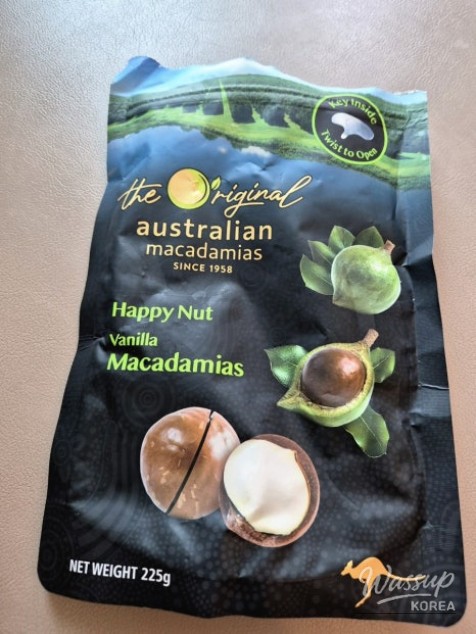 Key Inside
Twist to Open
the Original
australian
macadamias
SINCE 1958
Happy Nut
Vanilla
Macadamias
NET WEIGHT 225g
Wassup
KOREA